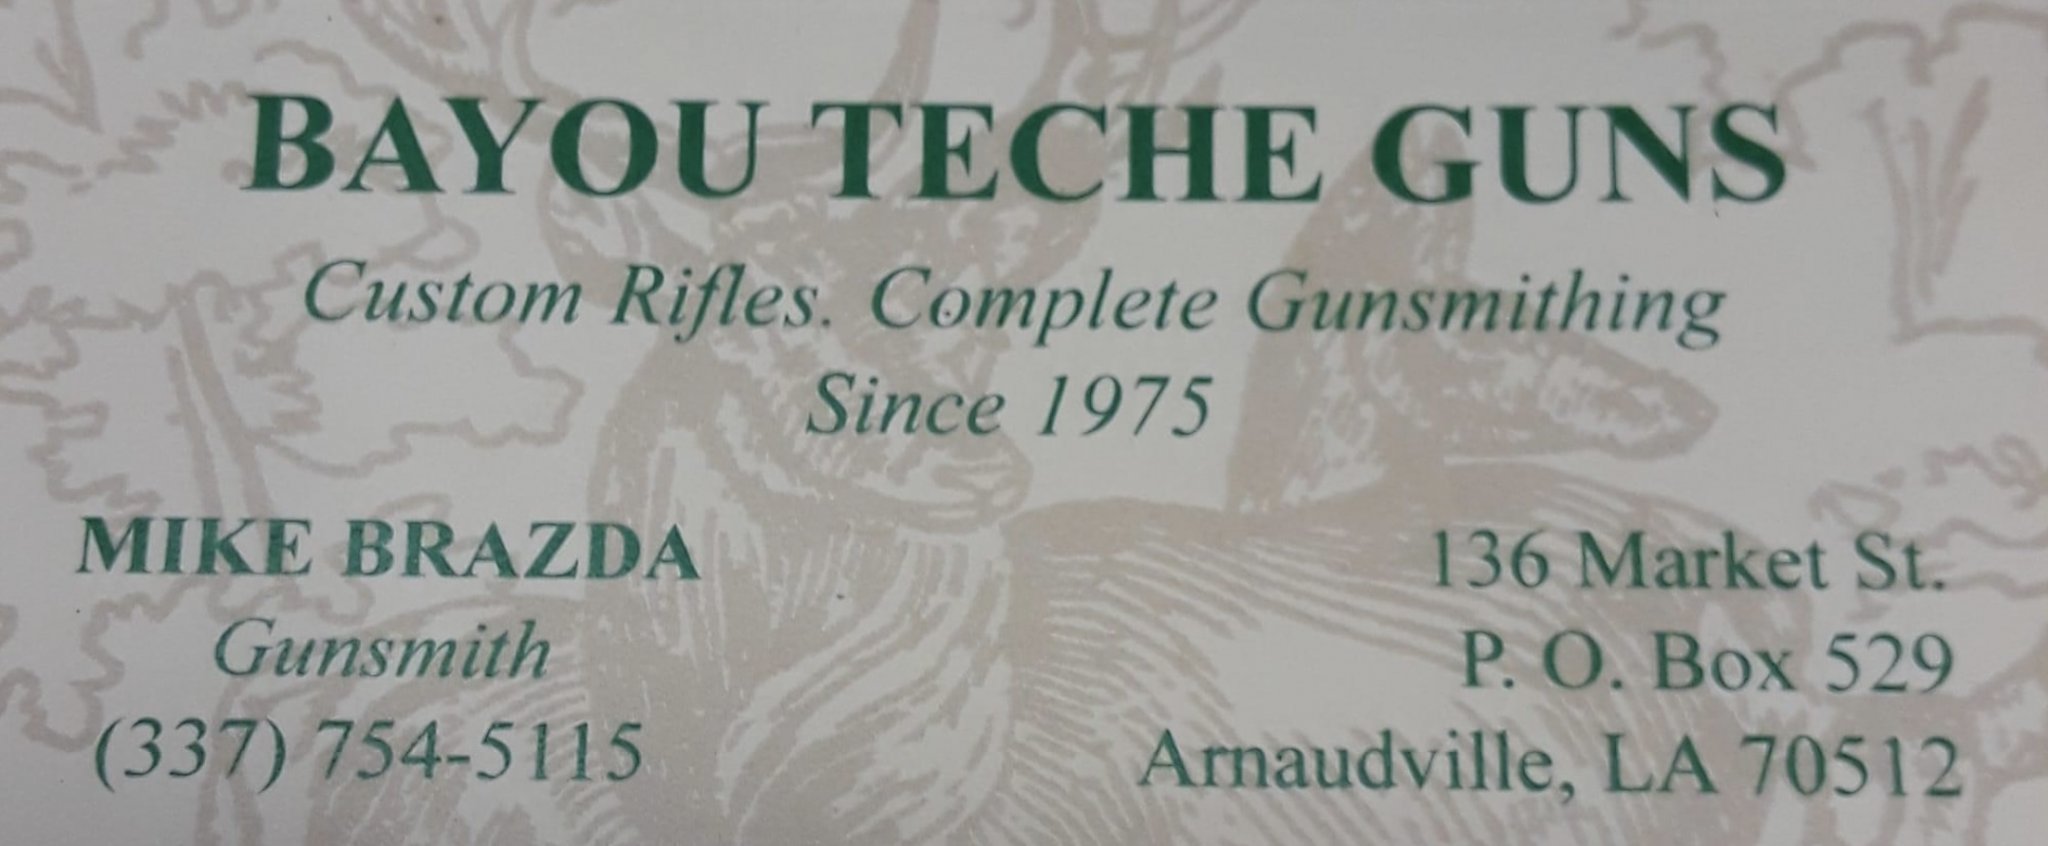 BAYOU TECHE GUNS
Custom Rifles. Complete Gunsmithing
Since 1975
MIKE BRAZDA
Gunsmith
(337) 754-5115
136 Market St.
P. O. Box 529
Arnaudville, LA 70512